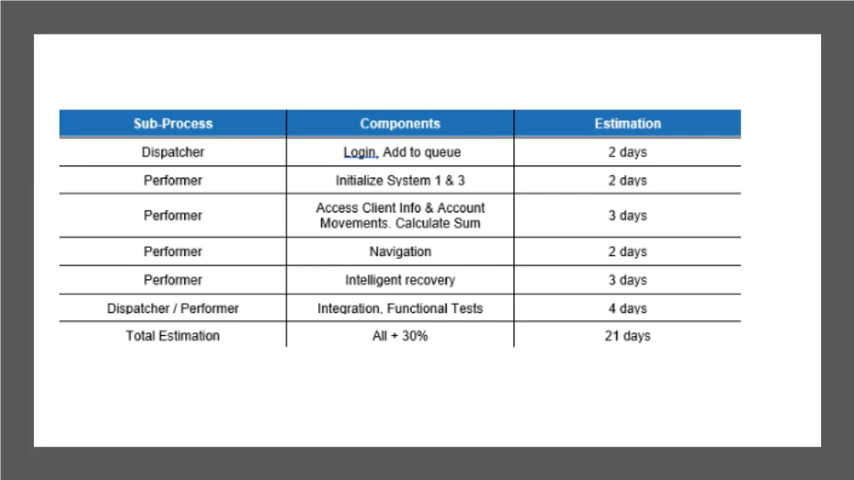 Sub-Process Components Estimation
Dispatcher Login, Add to queue 2 days
Performer Initialize System 1 & 3 2 days
Performer Access Client Info & Account Movements. Calculate Sum 3 days
Performer Navigation 2 days
Performer Intelligent recovery 3 days
Dispatcher / Performer Integration, Functional Tests 4 days
Total Estimation All + 30% 21 days